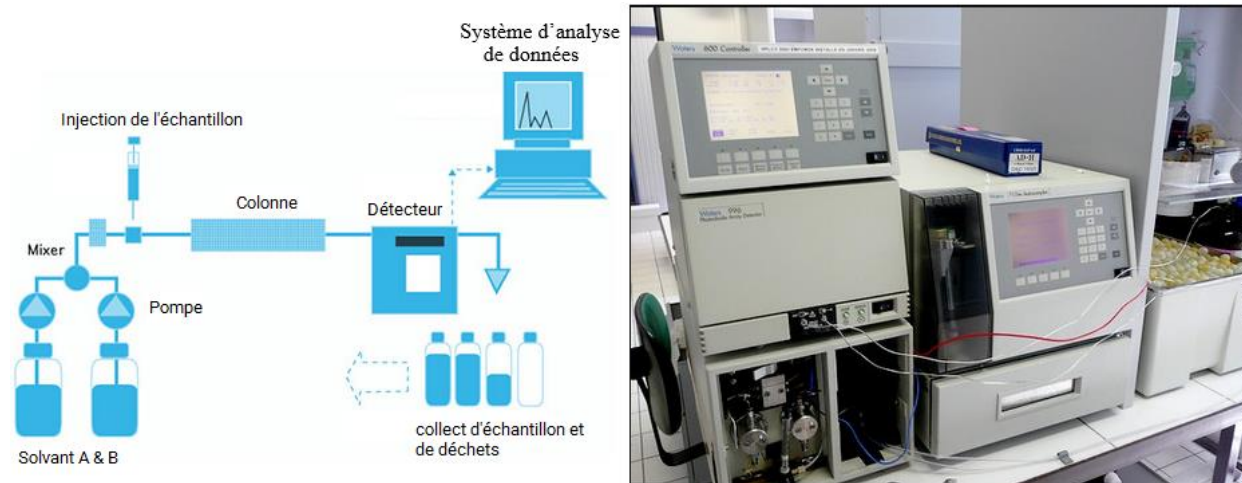 Système d'analyse
de données
Injection de l'échantillon
Colonne
Détecteur
Mixer
Pompe
Solvant A & B
collect d'échantillon et
de déchets
Waters 600 Controller
Waters 996
Photodiode Array Detector
Waters
AD-H